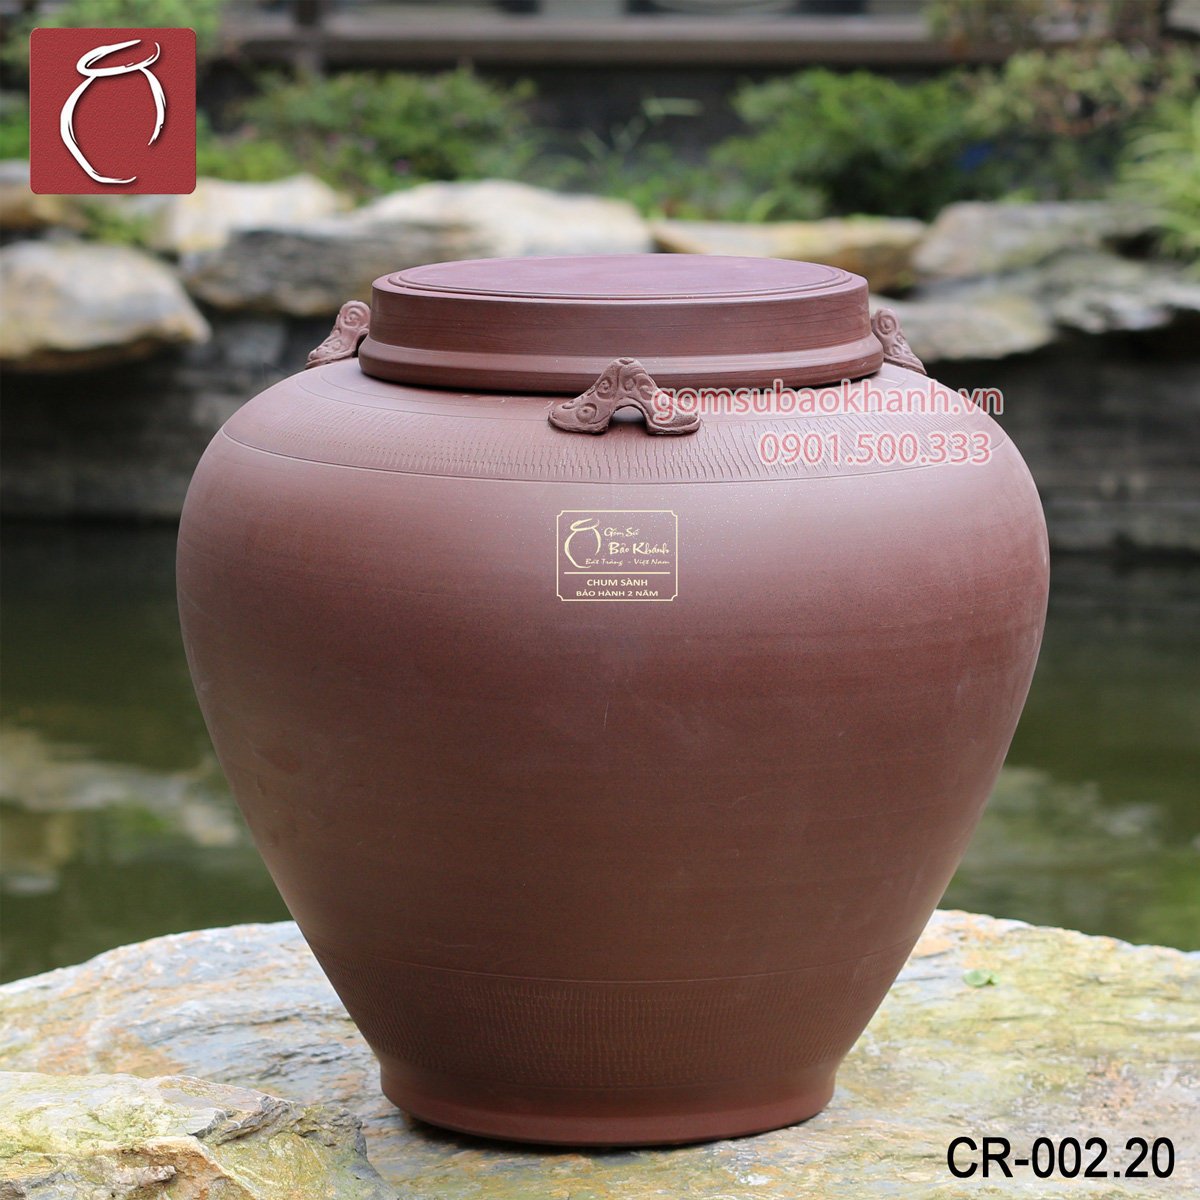 gomsubaokhanh.vn
0901.500.333
Gốm Sứ
Bảo Khánh
Bát Tràng - Việt Nam
CHUM SÀNH
BẢO HÀNH 2 NĂM
CR-002.20